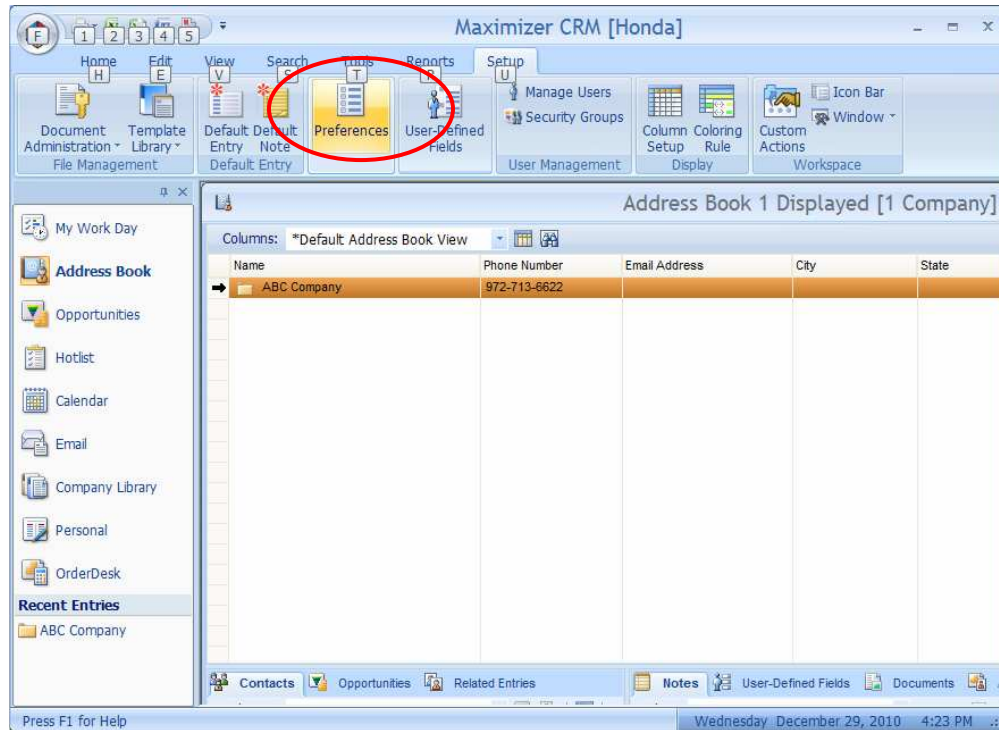 F
1 2 3 4 5
Maximizer CRM [Honda]
Home Edit View Search Tools Reports Setup
H E V S T R U
Manage Users
Security Groups
Icon Bar
Window
Document Administration
Template Library
Default Entry
Default Note
Preferences
User-Defined Fields
Column Setup
Coloring Rule
Custom Actions
File Management Default Entry User Management Display Workspace
Address Book 1 Displayed [1 Company]
My Work Day
Address Book
Opportunities
Hotlist
Calendar
Email
Company Library
Personal
OrderDesk
Recent Entries
ABC Company
Columns: *Default Address Book View
Name Phone Number Email Address City State
ABC Company 972-713-6622
Contacts Opportunities Related Entries Notes User-Defined Fields Documents
Press F1 for Help Wednesday December 29, 2010 4:23 PM